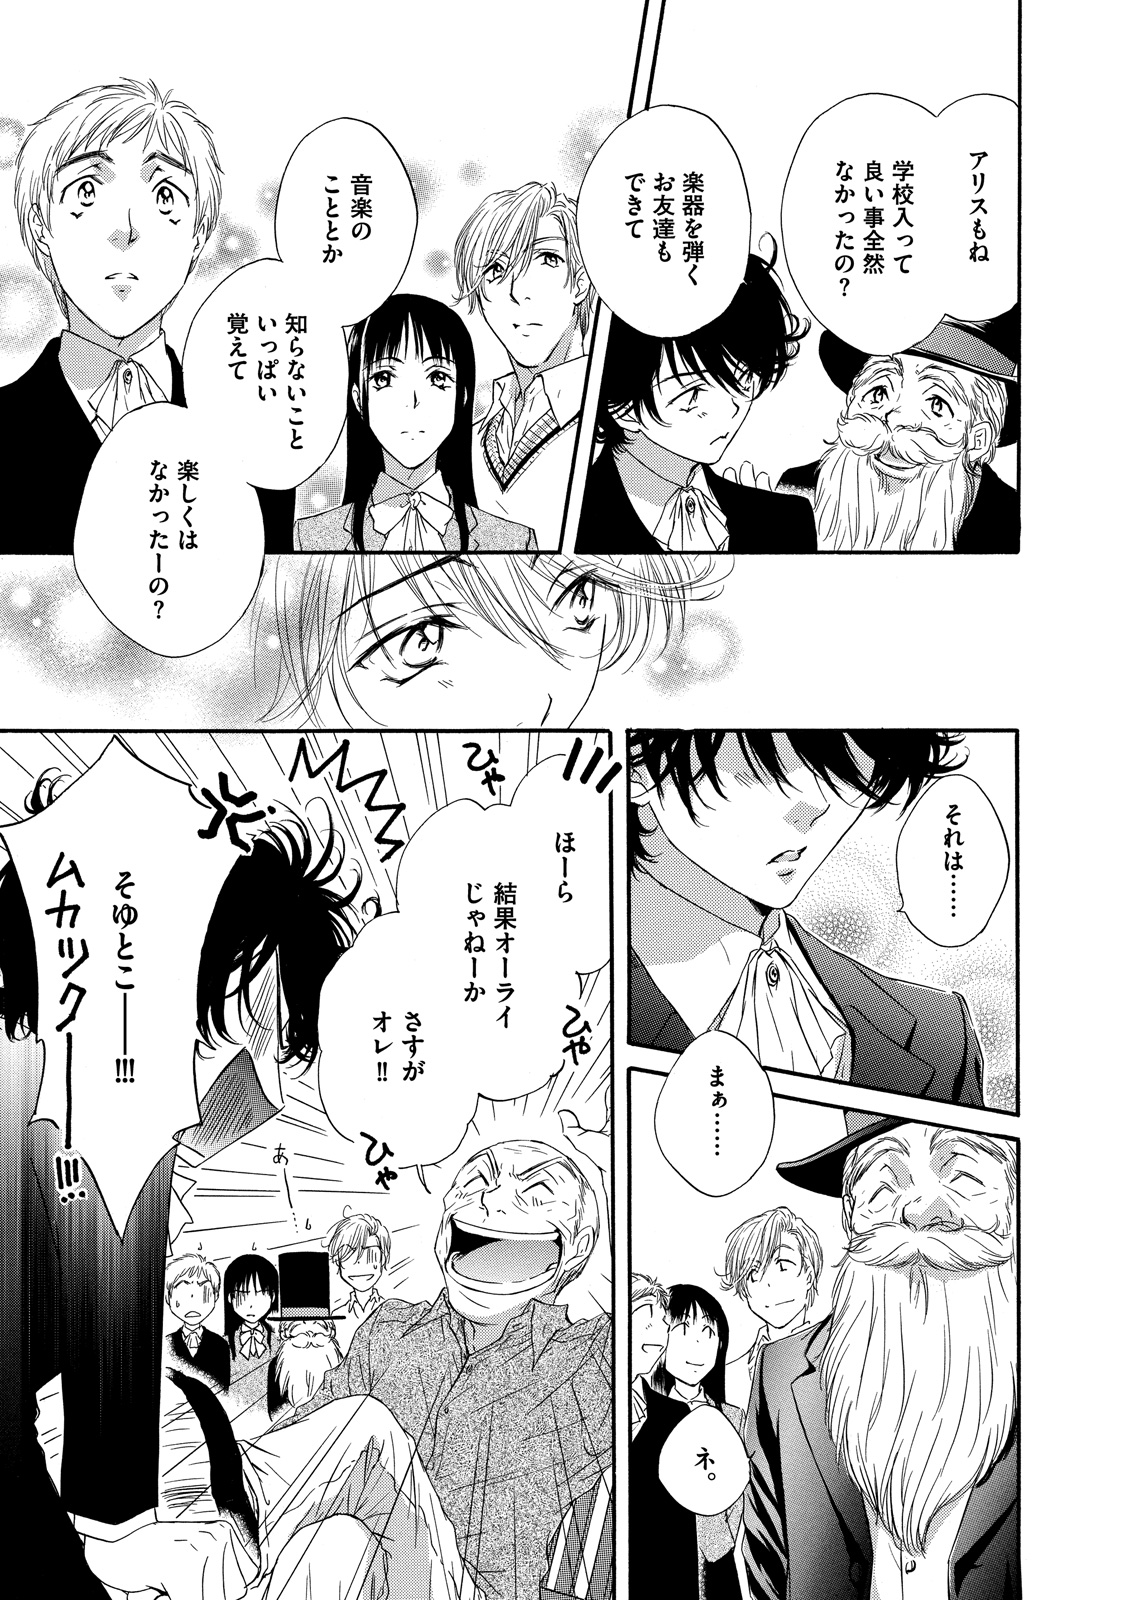 アリスもね
学校入って
良い事全然
なかったの？
楽器を弾く
お友達も
できて
音楽の
こととか
知らないこと
いっぱい
覚えて
楽しくは
なかったーの？
それは……
まぁ……
ネ。
ほーら
結果オーライ
じゃねーか
さすが
オレ!!
ひゃ
ひゃ
ひゃ
あー…
そゆとこ――!!!
ムカックー!!!